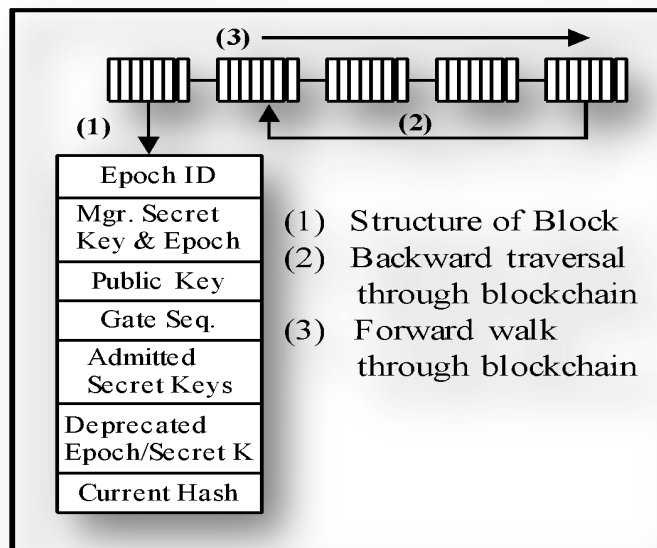 (3)
(2)
(1)
Epoch ID
Mgr. Secret
Key & Epoch
Public Key
Gate Seq.
Admitted
Secret Keys
Deprecated
Epoch/Secret K
Current Hash
(1) Structure of Block
(2) Backward traversal
through blockchain
(3) Forward walk
through blockchain